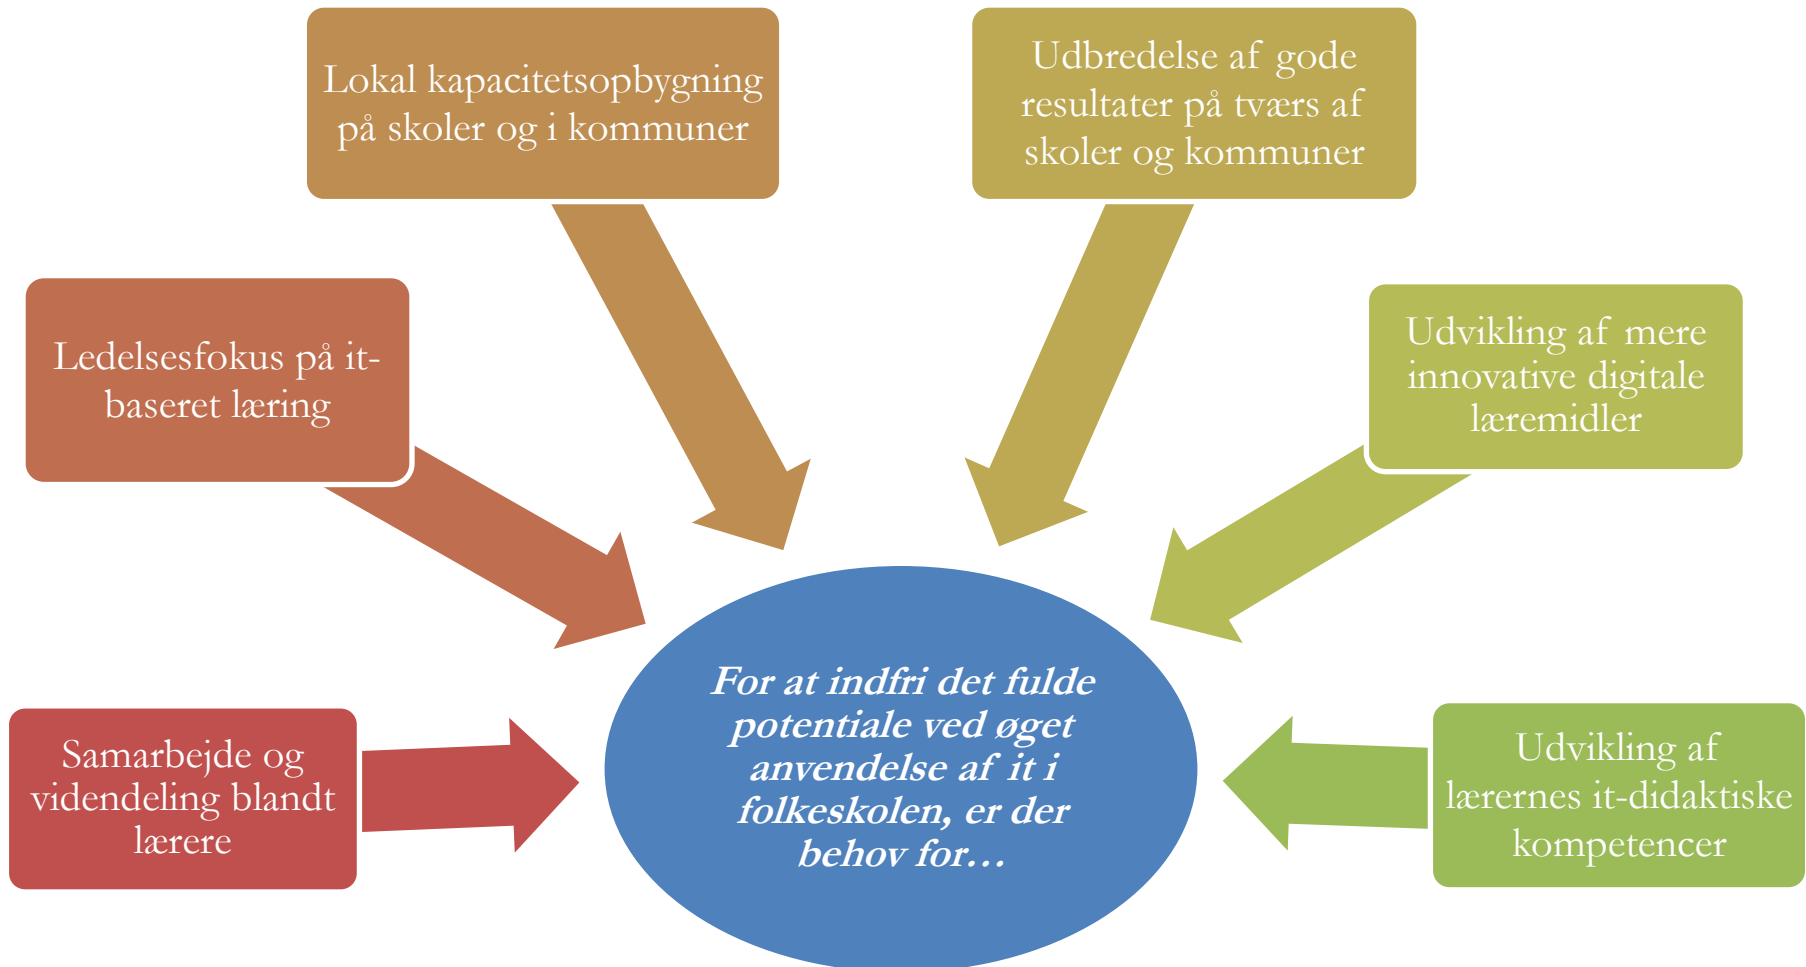 Lokal kapacitetsopbygning
på skoler og i kommuner
Udbredelse af gode
resultater på tværs af
skoler og kommuner
Ledelsesfokus på it-
baseret læring
Udvikling af mere
innovative digitale
læremidler
Samarbejde og
videndeling blandt
lærere
For at indfri det fulde
potentiale ved øget
anvendelse af it i
folkeskolen, er der
behov for…
Udvikling af
lærernes it-didaktiske
kompetencer